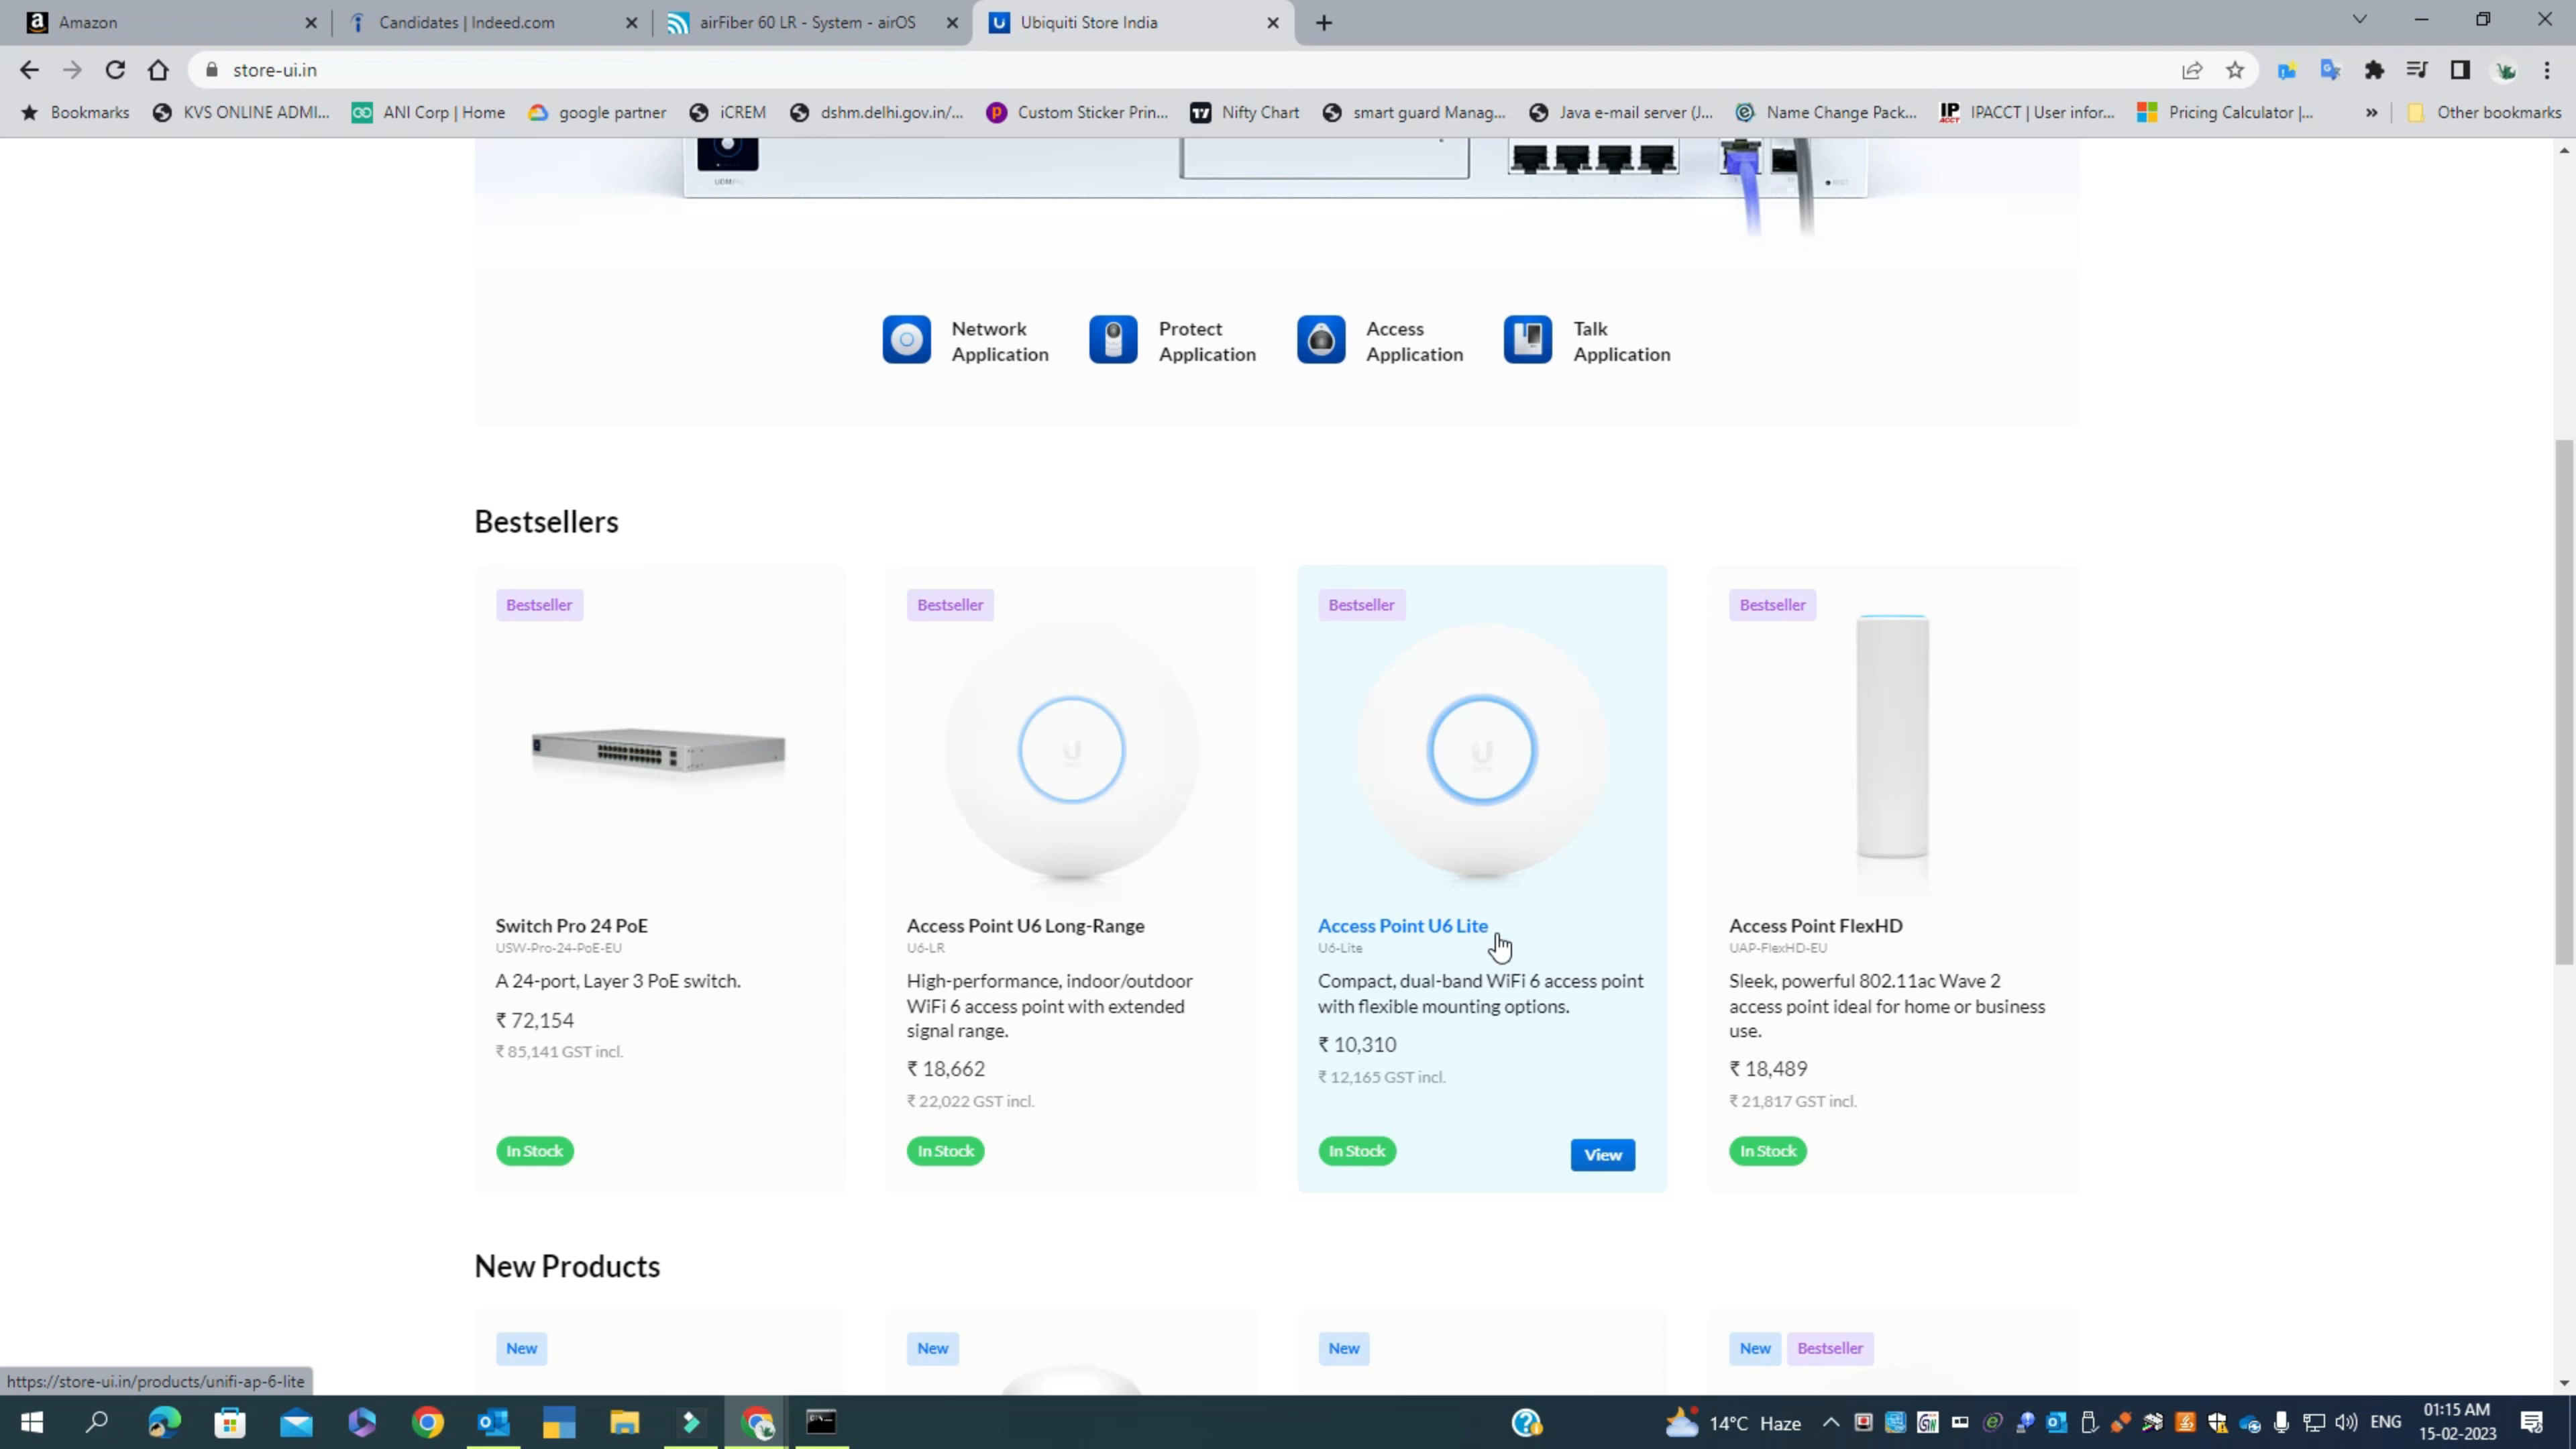 Amazon
Candidates | Indeed.com
airFiber 60 LR - System - airOS
Ubiquiti Store India
store-ui.in
Bookmarks
KVS ONLINE ADMI...
ANI Corp | Home
google partner
iCREM
dshm.delhi.gov.in/...
Custom Sticker Prin...
Nifty Chart
smart guard Manag...
Java e-mail server (J...
Name Change Pack...
IPACCT | User infor...
Pricing Calculator |...
»
Other bookmarks
Network Application
Protect Application
Access Application
Talk Application
Bestsellers
Bestseller
Switch Pro 24 PoE
USW-Pro-24-PoE-EU
A 24-port, Layer 3 PoE switch.
₹ 72,154
₹ 85,141 GST incl.
In Stock
Bestseller
Access Point U6 Long-Range
U6-LR
High-performance, indoor/outdoor
WiFi 6 access point with extended
signal range.
₹ 18,662
₹ 22,022 GST incl.
In Stock
Bestseller
Access Point U6 Lite
U6-Lite
Compact, dual-band WiFi 6 access point
with flexible mounting options.
₹ 10,310
₹ 12,165 GST incl.
In Stock
View
Bestseller
Access Point FlexHD
UAP-FlexHD-EU
Sleek, powerful 802.11ac Wave 2
access point ideal for home or business
use.
₹ 18,489
₹ 21,817 GST incl.
In Stock
New Products
New
New
New
New
Bestseller
https://store-ui.in/products/unifi-ap-6-lite
14°C Haze
ENG
01:15 AM
15-02-2023